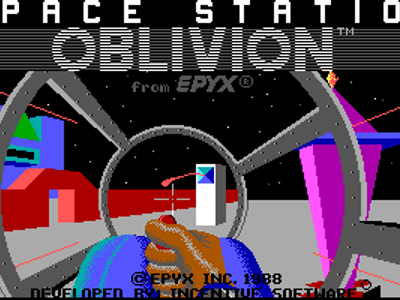 PACE STATIO
OBLIVION™
from EPYX®
©EPYX INC. 1988
DEVELOPED BY INCENTIVE SOFTWARE